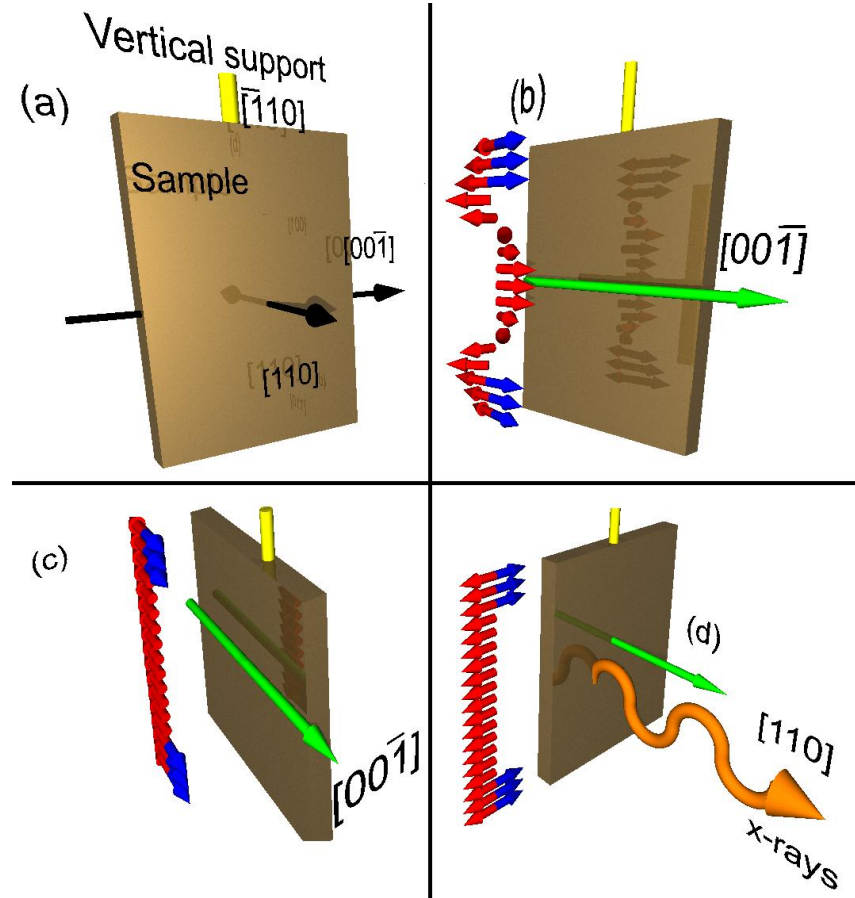 Vertical support
(a)
[1̅10]
Sample
[001̅]
[110]
(b)
[001̅]
(c)
[001̅]
(d)
[110]
x-rays